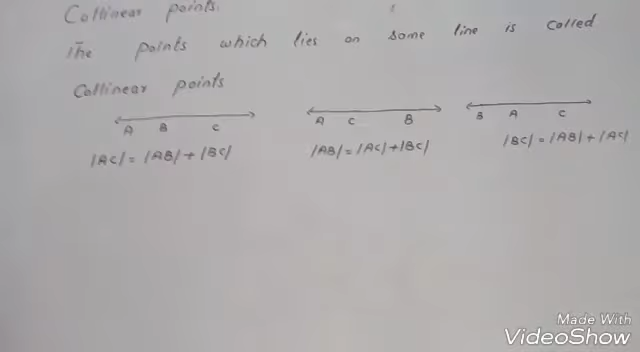 Collinear points.
The points which lies on same line is called
Collinear points
A B C
A C B
B A C
|AC| = |AB| + |BC|
|AB| = |AC| + |BC|
|BC| = |AB| + |AC|
Made With
VideoShow